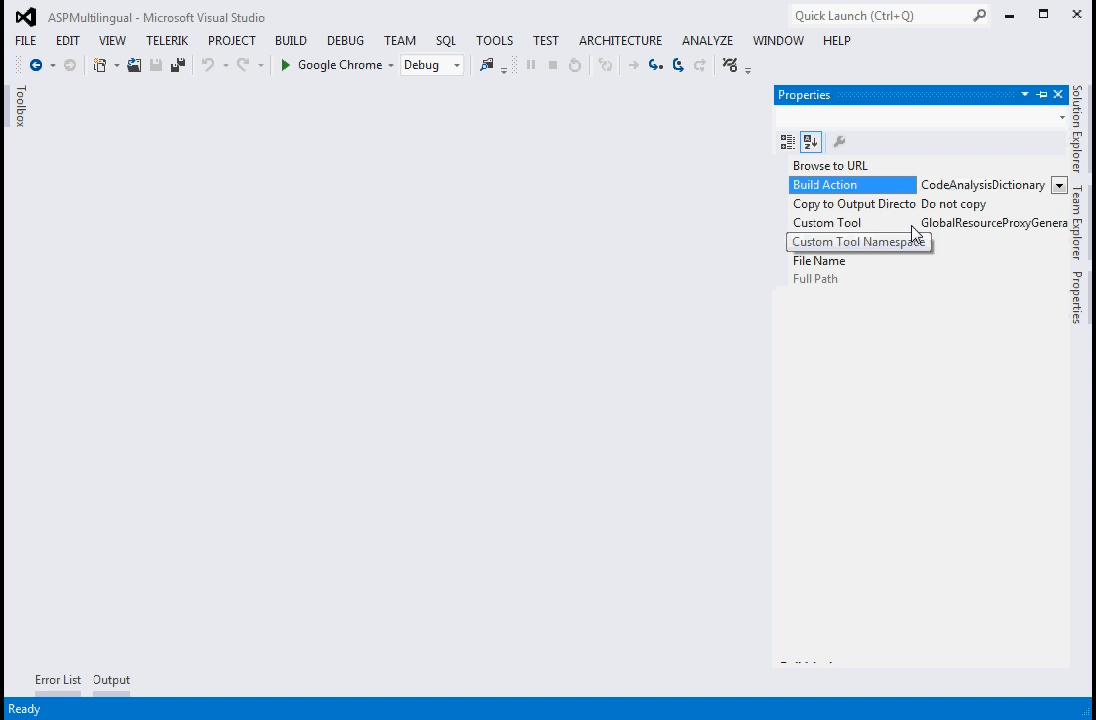 ASPMultilingual - Microsoft Visual Studio
Quick Launch (Ctrl+Q)
FILE EDIT VIEW TELERIK PROJECT BUILD DEBUG TEAM SQL TOOLS TEST ARCHITECTURE ANALYZE WINDOW HELP
Google Chrome Debug
Toolbox
Properties
Browse to URL
Build Action CodeAnalysisDictionary
Copy to Output Directo Do not copy
Custom Tool GlobalResourceProxyGenera
Custom Tool Namespace
File Name
Full Path
Solution Explorer
Team Explorer
Properties
Error List Output
Ready